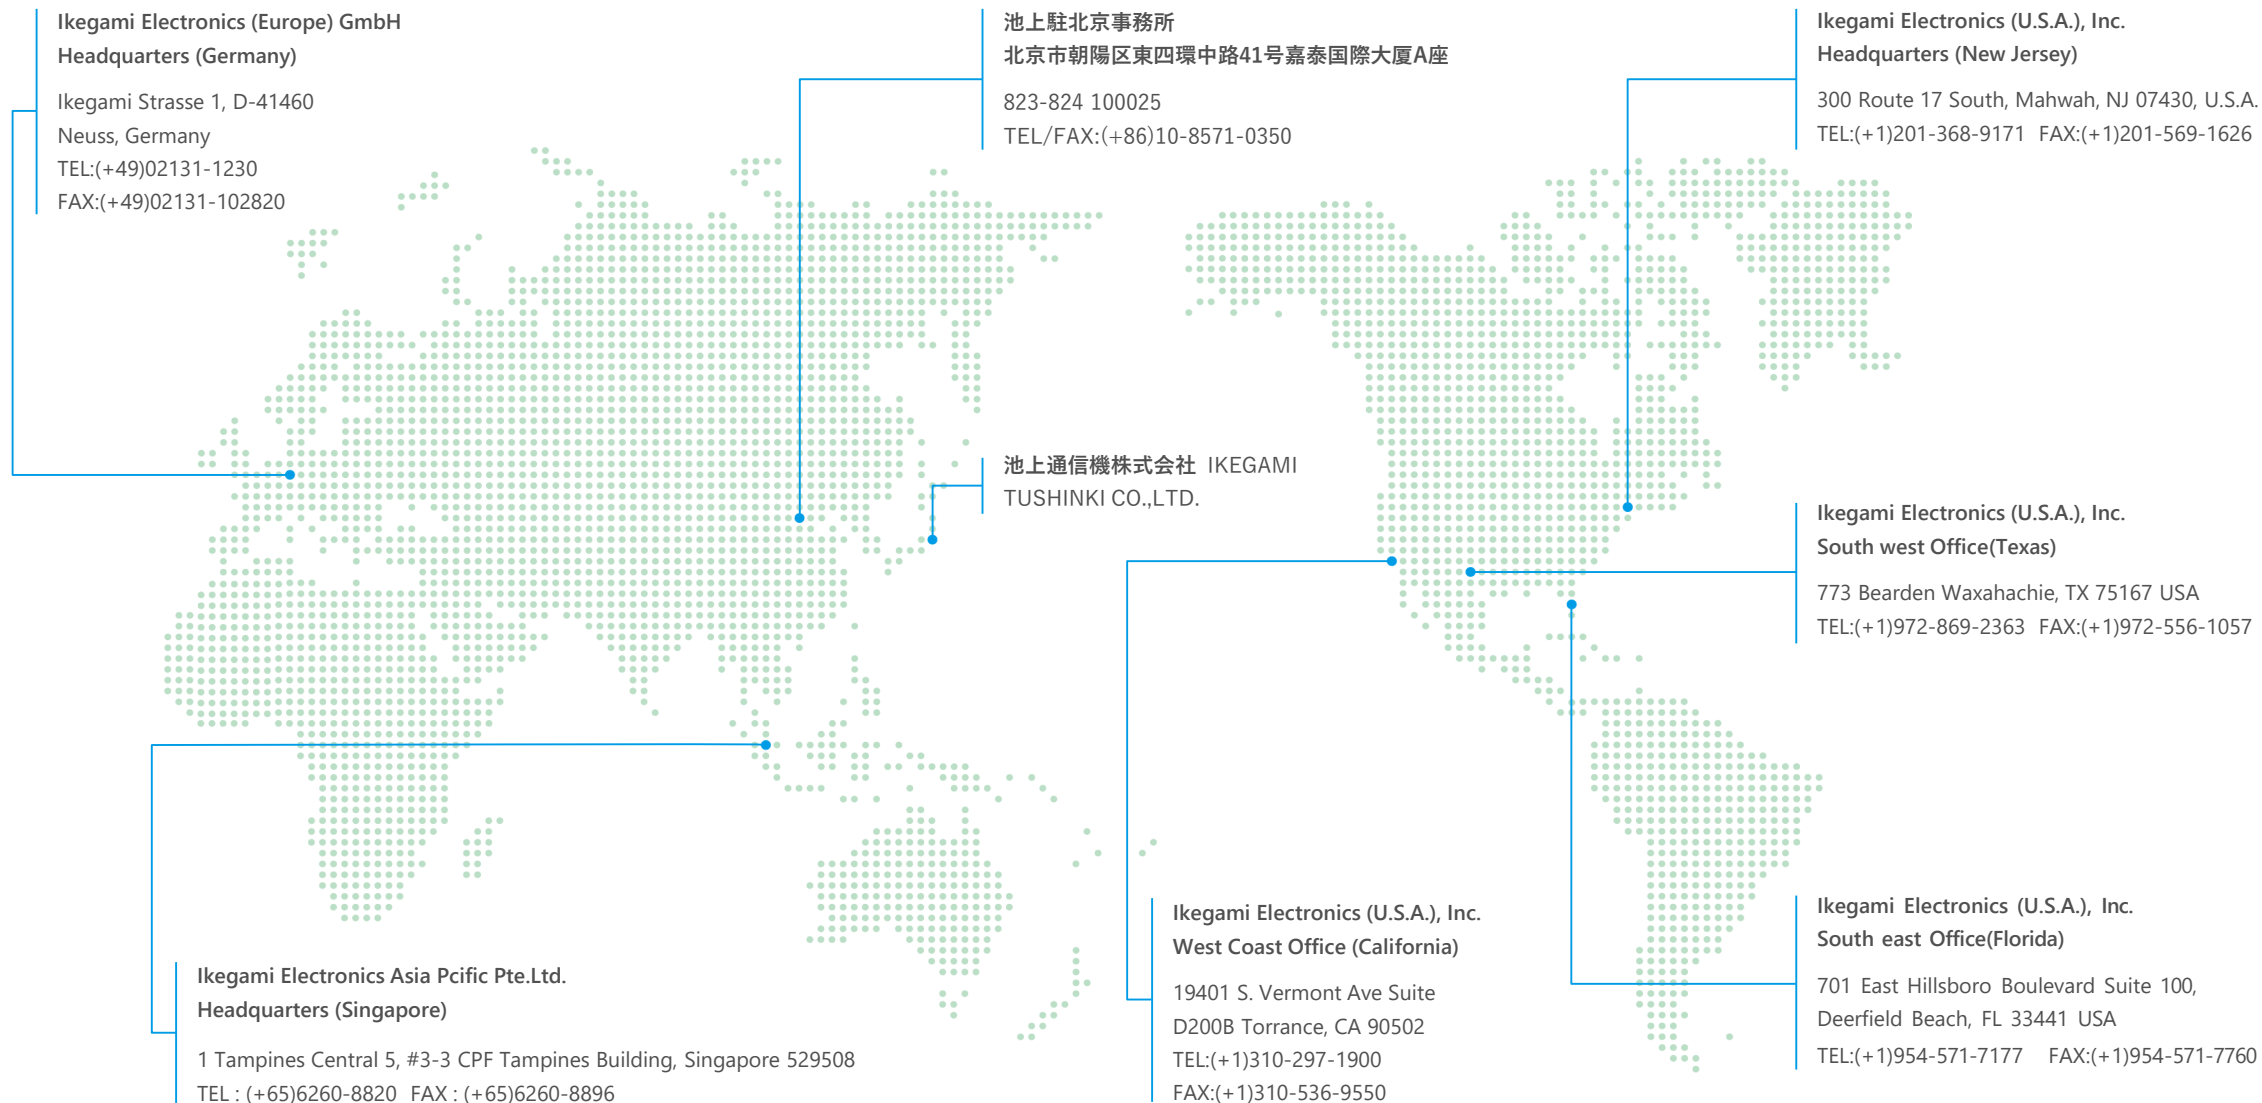 Ikegami Electronics (Europe) GmbH
Headquarters (Germany)
Ikegami Strasse 1, D-41460
Neuss, Germany
TEL:(+49)02131-1230
FAX:(+49)02131-102820
池上駐北京事務所
北京市朝陽区東四環中路41号嘉泰国際大厦A座
823-824 100025
TEL/FAX:(+86)10-8571-0350
Ikegami Electronics (U.S.A.), Inc.
Headquarters (New Jersey)
300 Route 17 South, Mahwah, NJ 07430, U.S.A.
TEL:(+1)201-368-9171 FAX:(+1)201-569-1626
池上通信機株式会社 IKEGAMI
TUSHINKI CO.,LTD.
Ikegami Electronics (U.S.A.), Inc.
South west Office(Texas)
773 Bearden Waxahachie, TX 75167 USA
TEL:(+1)972-869-2363 FAX:(+1)972-556-1057
Ikegami Electronics Asia Pcific Pte.Ltd.
Headquarters (Singapore)
1 Tampines Central 5, #3-3 CPF Tampines Building, Singapore 529508
TEL : (+65)6260-8820 FAX : (+65)6260-8896
Ikegami Electronics (U.S.A.), Inc.
West Coast Office (California)
19401 S. Vermont Ave Suite
D200B Torrance, CA 90502
TEL:(+1)310-297-1900
FAX:(+1)310-536-9550
Ikegami Electronics (U.S.A.), Inc.
South east Office(Florida)
701 East Hillsboro Boulevard Suite 100,
Deerfield Beach, FL 33441 USA
TEL:(+1)954-571-7177 FAX:(+1)954-571-7760